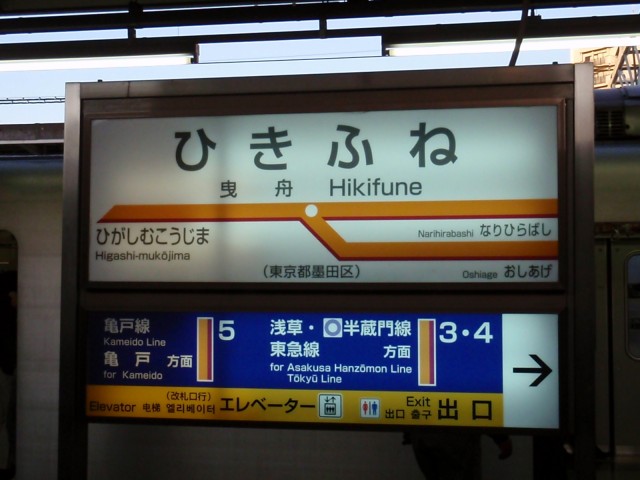 ひきふね
曳舟 Hikifune
ひがしむこうじま
Higashi-mukōjima
Narihirabashi なりひらばし
(東京都墨田区)
Oshiage おしあげ
亀戸線
Kameido Line
亀戸 方面
for Kameido
5
浅草・半蔵門線
東急線 方面
for Asakusa Hanzōmon Line
Tōkyū Line
3・4
(改札口行)
Elevator 电梯 엘리베이터 エレベーター
Exit
出口 출구 出口